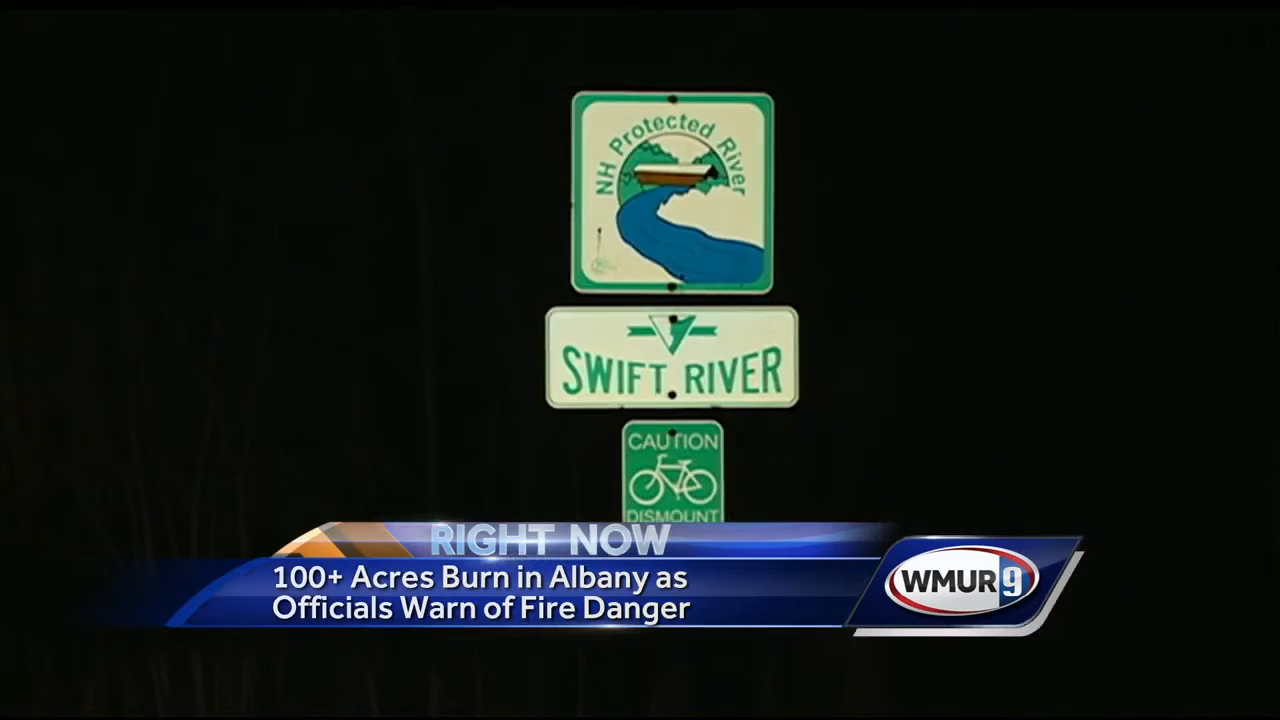 NH Protected River
SWIFT RIVER
CAUTION
DISMOUNT
RIGHT NOW
100+ Acres Burn in Albany as
Officials Warn of Fire Danger
WMUR 9